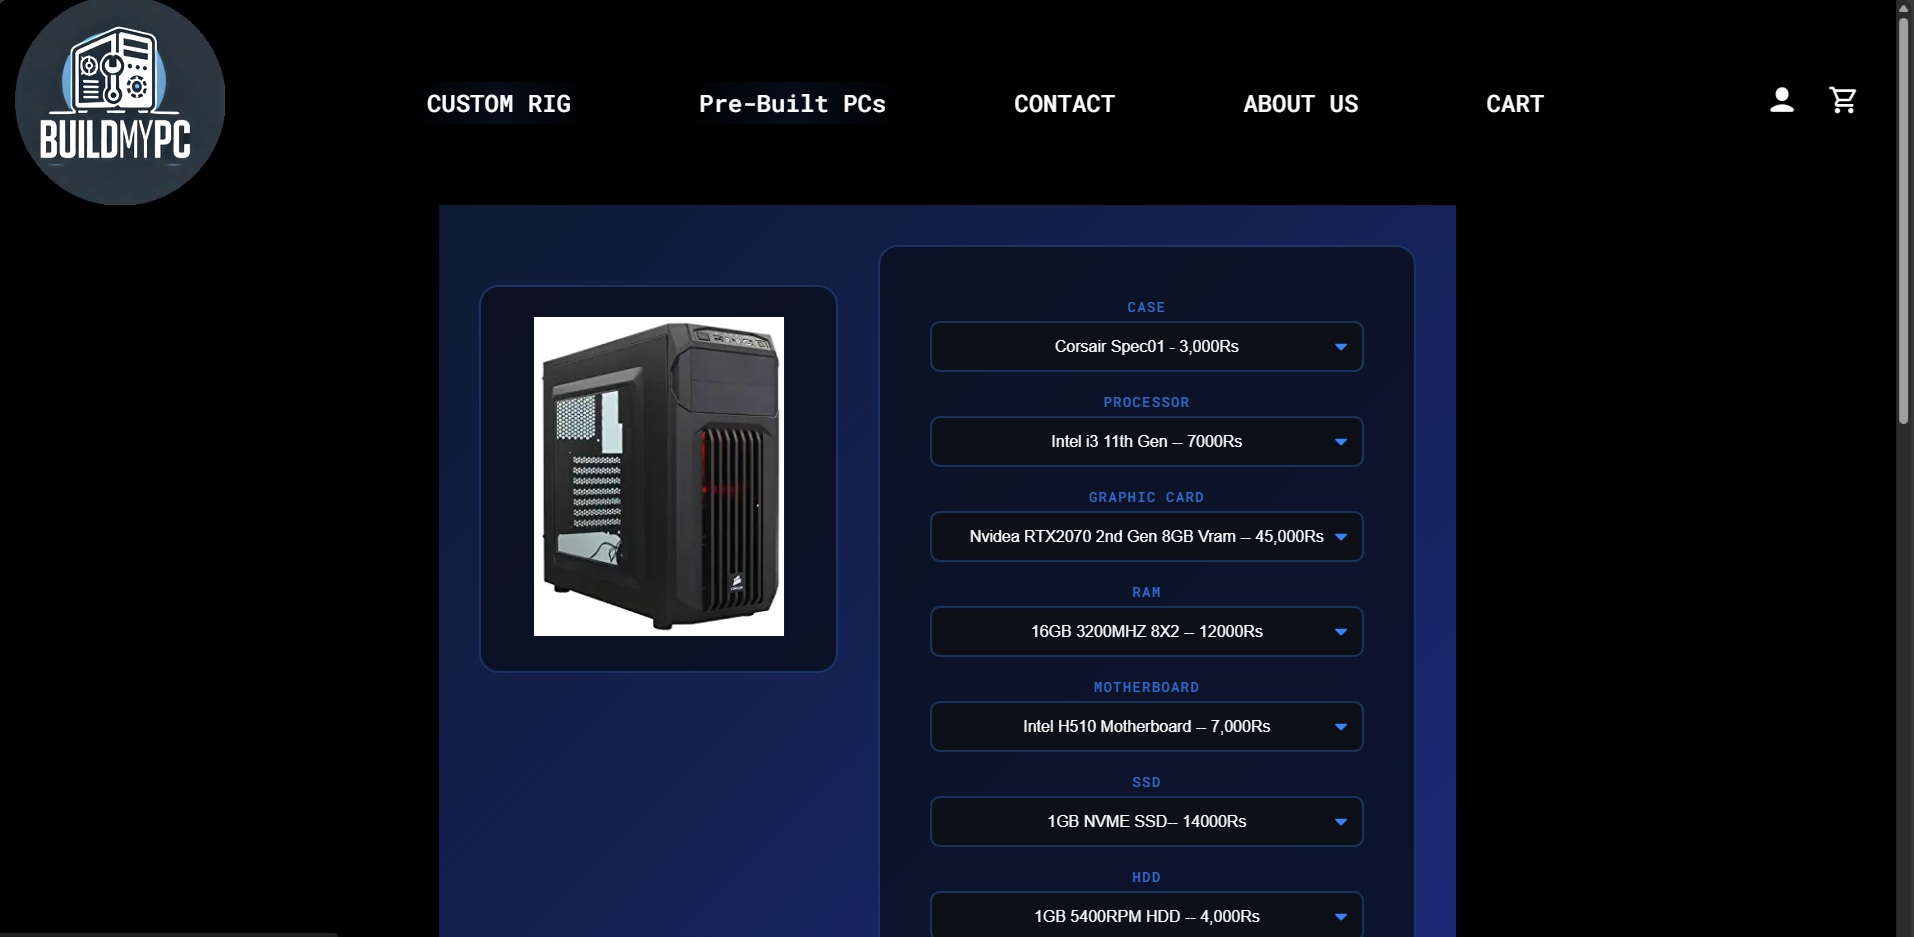 BUILDMYPC
CUSTOM RIG
Pre-Built PCs
CONTACT
ABOUT US
CART
CASE
Corsair Spec01 - 3,000Rs
PROCESSOR
Intel i3 11th Gen -- 7000Rs
GRAPHIC CARD
Nvidea RTX2070 2nd Gen 8GB Vram -- 45,000Rs
RAM
16GB 3200MHZ 8X2 -- 12000Rs
MOTHERBOARD
Intel H510 Motherboard -- 7,000Rs
SSD
1GB NVME SSD-- 14000Rs
HDD
1GB 5400RPM HDD -- 4,000Rs